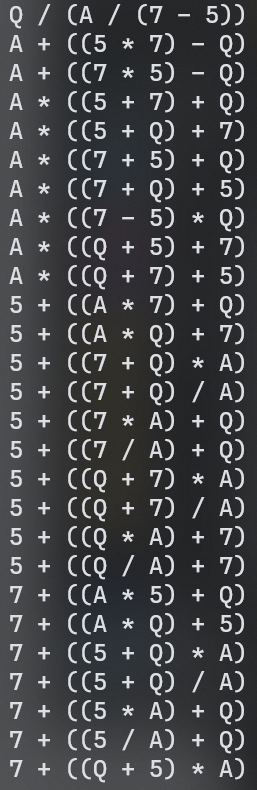 Q / (A / (7 − 5))
A + ((5 * 7) − Q)
A + ((7 * 5) − Q)
A * ((5 + 7) + Q)
A * ((5 + Q) + 7)
A * ((7 + 5) + Q)
A * ((7 + Q) + 5)
A * ((7 − 5) * Q)
A * ((Q + 5) + 7)
A * ((Q + 7) + 5)
5 + ((A * 7) + Q)
5 + ((A * Q) + 7)
5 + ((7 + Q) * A)
5 + ((7 + Q) / A)
5 + ((7 * A) + Q)
5 + ((7 / A) + Q)
5 + ((Q + 7) * A)
5 + ((Q + 7) / A)
5 + ((Q * A) + 7)
5 + ((Q / A) + 7)
7 + ((A * 5) + Q)
7 + ((A * Q) + 5)
7 + ((5 + Q) * A)
7 + ((5 + Q) / A)
7 + ((5 * A) + Q)
7 + ((5 / A) + Q)
7 + ((Q + 5) * A)